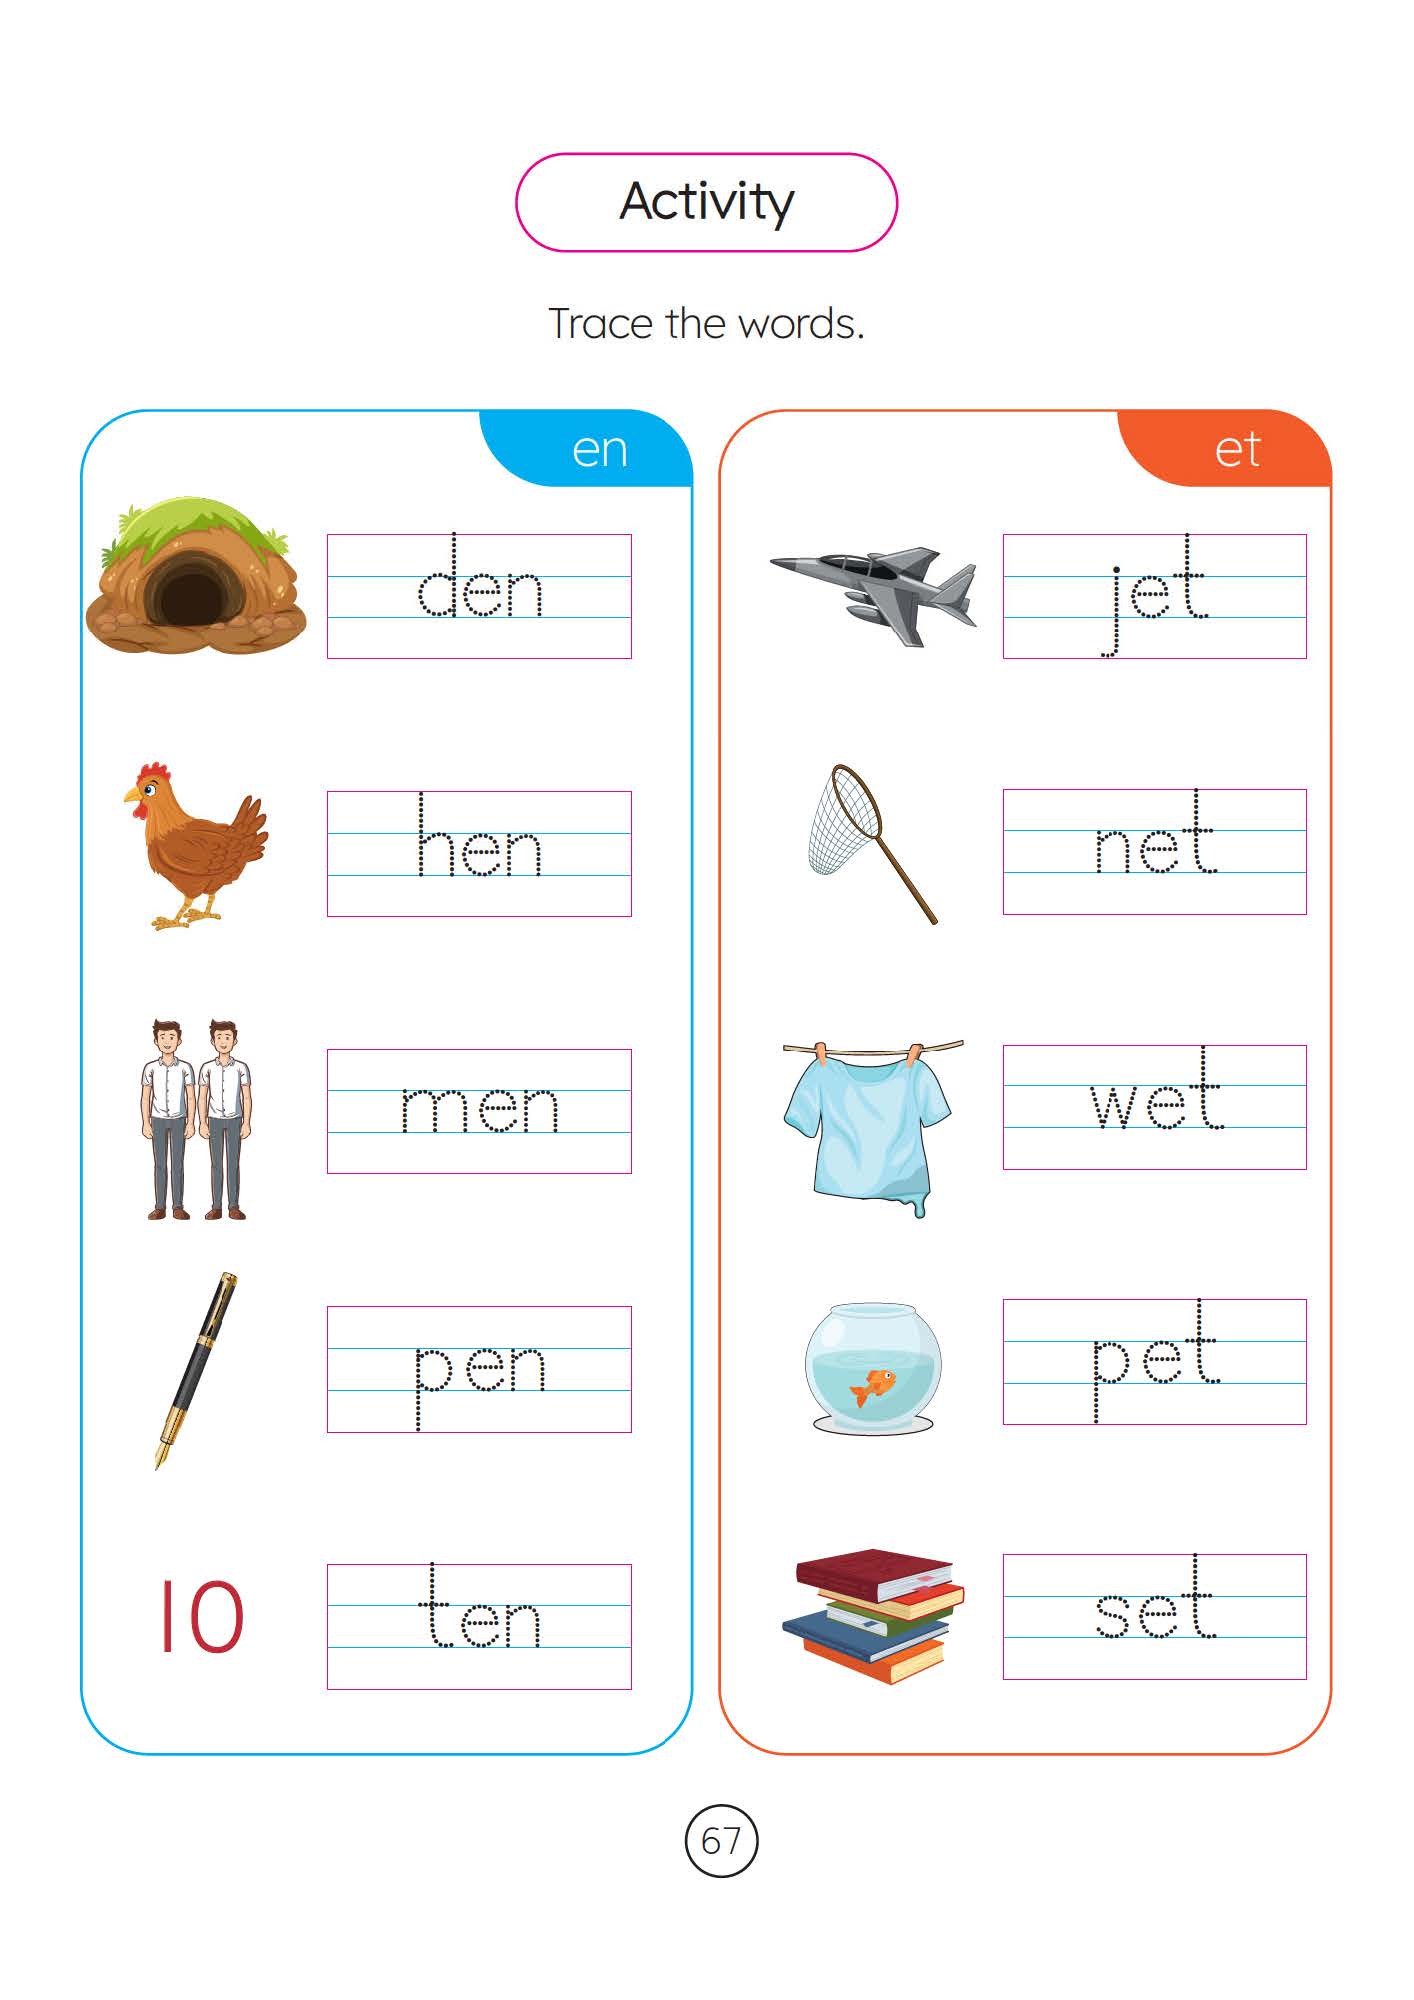 Activity
Trace the words.
en
den
hen
men
pen
10
ten
et
jet
net
wet
pet
set
67